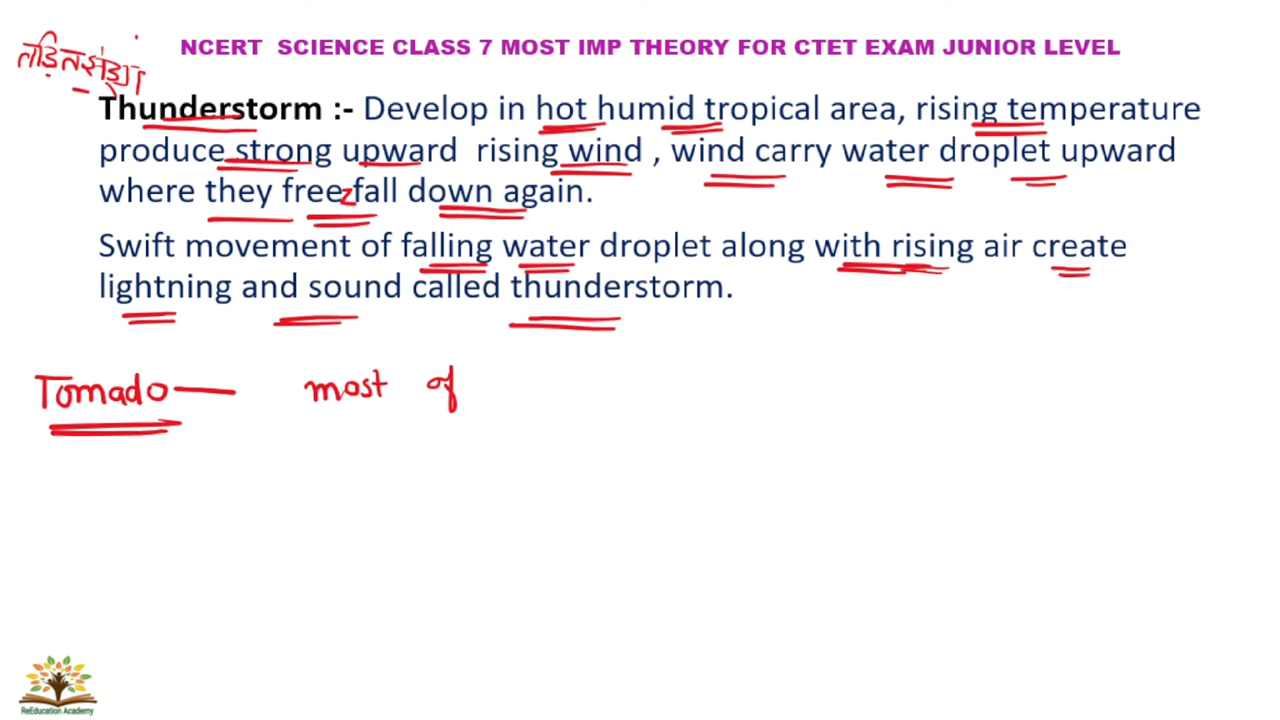 NCERT SCIENCE CLASS 7 MOST IMP THEORY FOR CTET EXAM JUNIOR LEVEL
Thunderstorm :- Develop in hot humid tropical area, rising temperature
produce strong upward rising wind , wind carry water droplet upward
where they freez fall down again.
Swift movement of falling water droplet along with rising air create
lightning and sound called thunderstorm.
Tornado — most of
ReEducation Academy